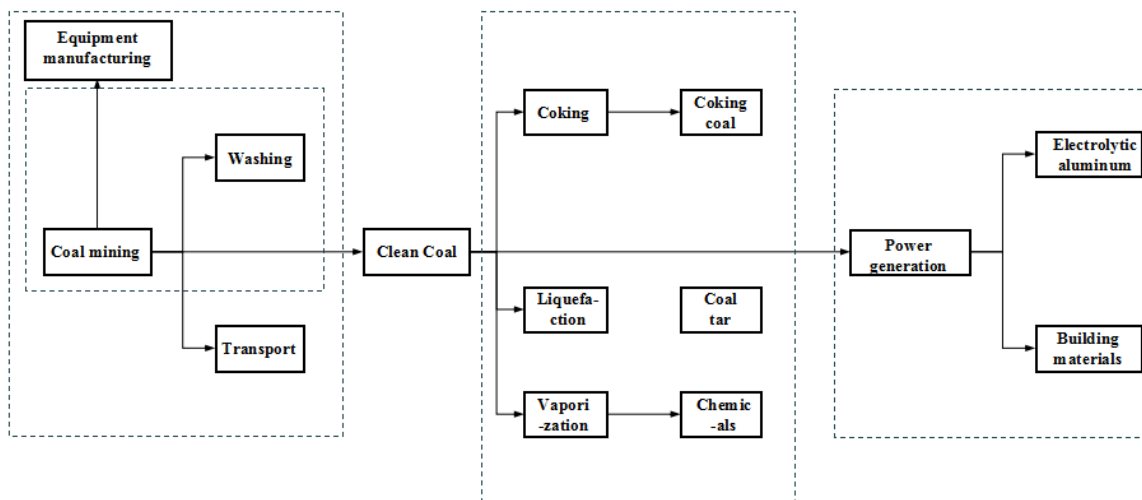 Equipment
manufacturing
Washing
Coal mining
Transport
Clean Coal
Coking
Coking
coal
Liquefa-
ction
Coal
tar
Vapori
-zation
Chemic
-als
Power
generation
Electrolytic
aluminum
Building
materials